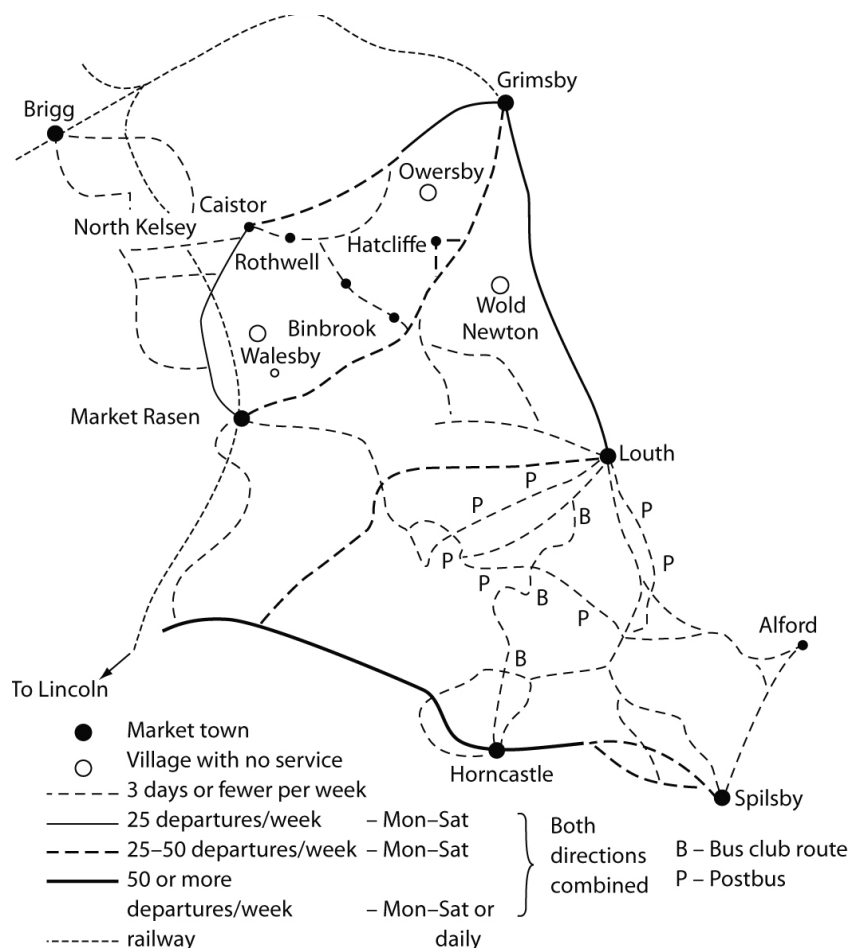 Grimsby
Brigg
Owersby
Caistor
North Kelsey
Hatcliffe
Rothwell
Wold
Newton
Binbrook
Walesby
Market Rasen
Louth
P
P
P
B
P
P
P
B
P
Alford
B
To Lincoln
Market town
Village with no service
Horncastle
3 days or fewer per week
Spilsby
25 departures/week – Mon–Sat
25–50 departures/week – Mon–Sat
50 or more
departures/week – Mon–Sat or
railway daily
Both
directions
combined
B – Bus club route
P – Postbus